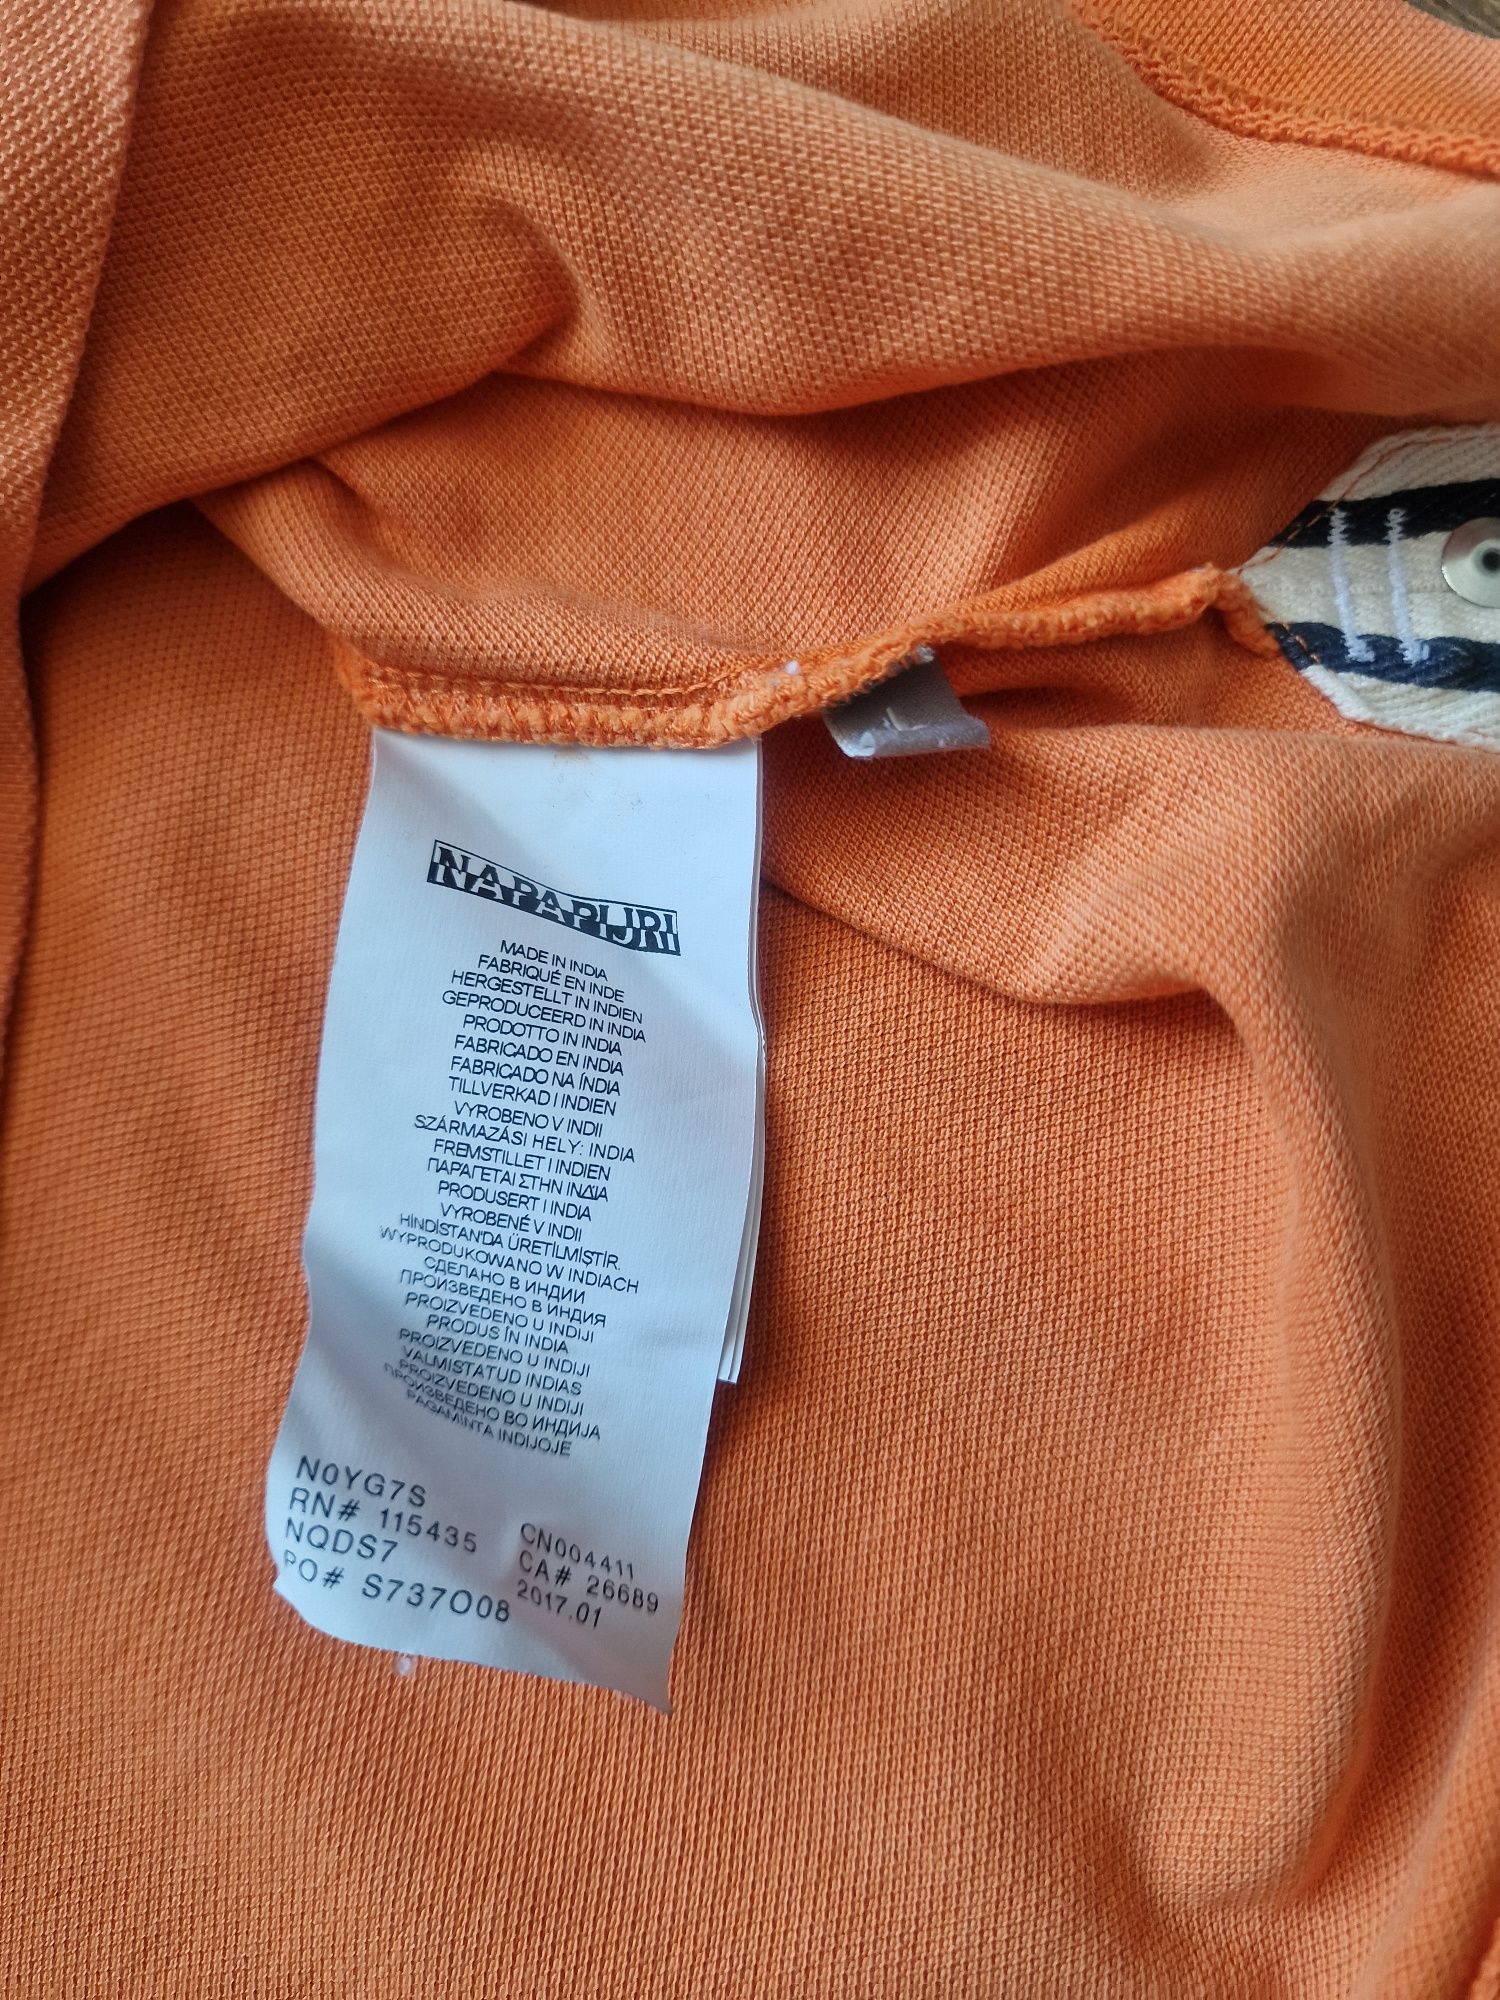 NAPAPIJRI
MADE IN INDIA
FABRIQUÉ EN INDE
HERGESTELLT IN INDIEN
GEPRODUCEERD IN INDIA
PRODOTTO IN INDIA
FABRICADO EN INDIA
FABRICADO NA ÍNDIA
TILLVERKAD I INDIEN
VYROBENO V INDII
SZÁRMAZÁSI HELY: INDIA
FREMSTILLET I INDIEN
ΠΑΡΑΓΕΤΑΙ ΣΤΗΝ ΙΝΔΙΑ
PRODUSERT I INDIA
VYROBENÉ V INDII
HİNDİSTAN'DA ÜRETİLMİŞTİR.
WYPRODUKOWANO W INDIACH
СДЕЛАНО В ИНДИИ
ПРОИЗВЕДЕНО В ИНДИЯ
PROIZVEDENO U INDIJI
PRODUS ÎN INDIA
PROIZVEDENO U INDIJI
VALMISTATUD INDIAS
PROIZVEDENO U INDIJI
ПРОИЗВЕДЕНО ВО ИНДИЈА
PAGAMINTA INDIJOJE
N0YG7S
RN# 115435 CN004411
NQDS7 CA# 26689
PO# S737O08 2017.01